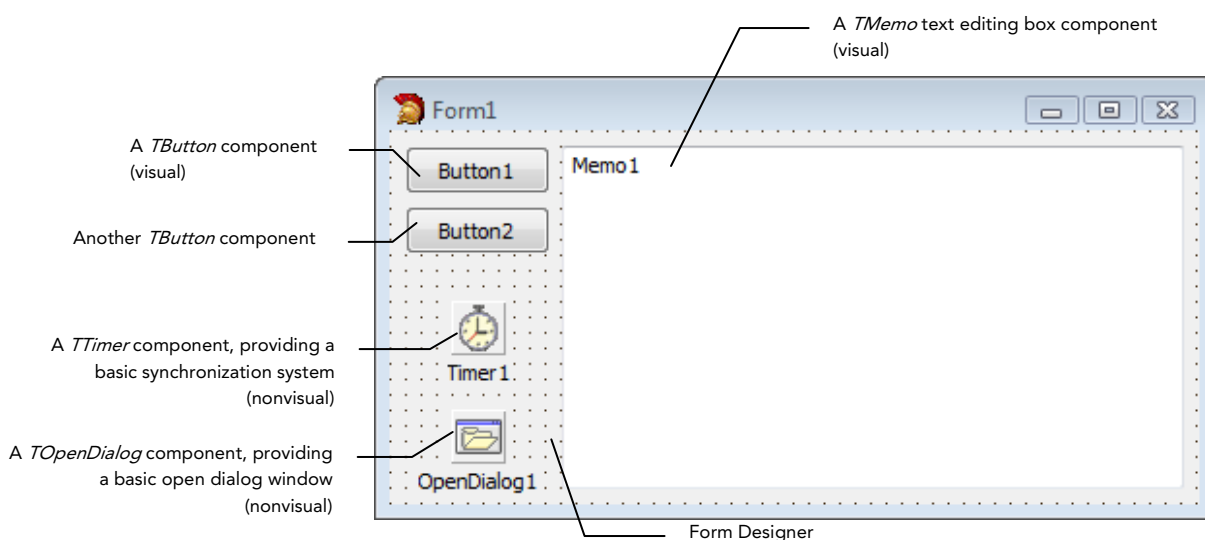 A TMemo text editing box component
(visual)
Form1
A TButton component
(visual)
Button1
Memo1
Another TButton component
Button2
A TTimer component, providing a
basic synchronization system
(nonvisual)
Timer1
A TOpenDialog component, providing
a basic open dialog window
(nonvisual)
OpenDialog1
Form Designer